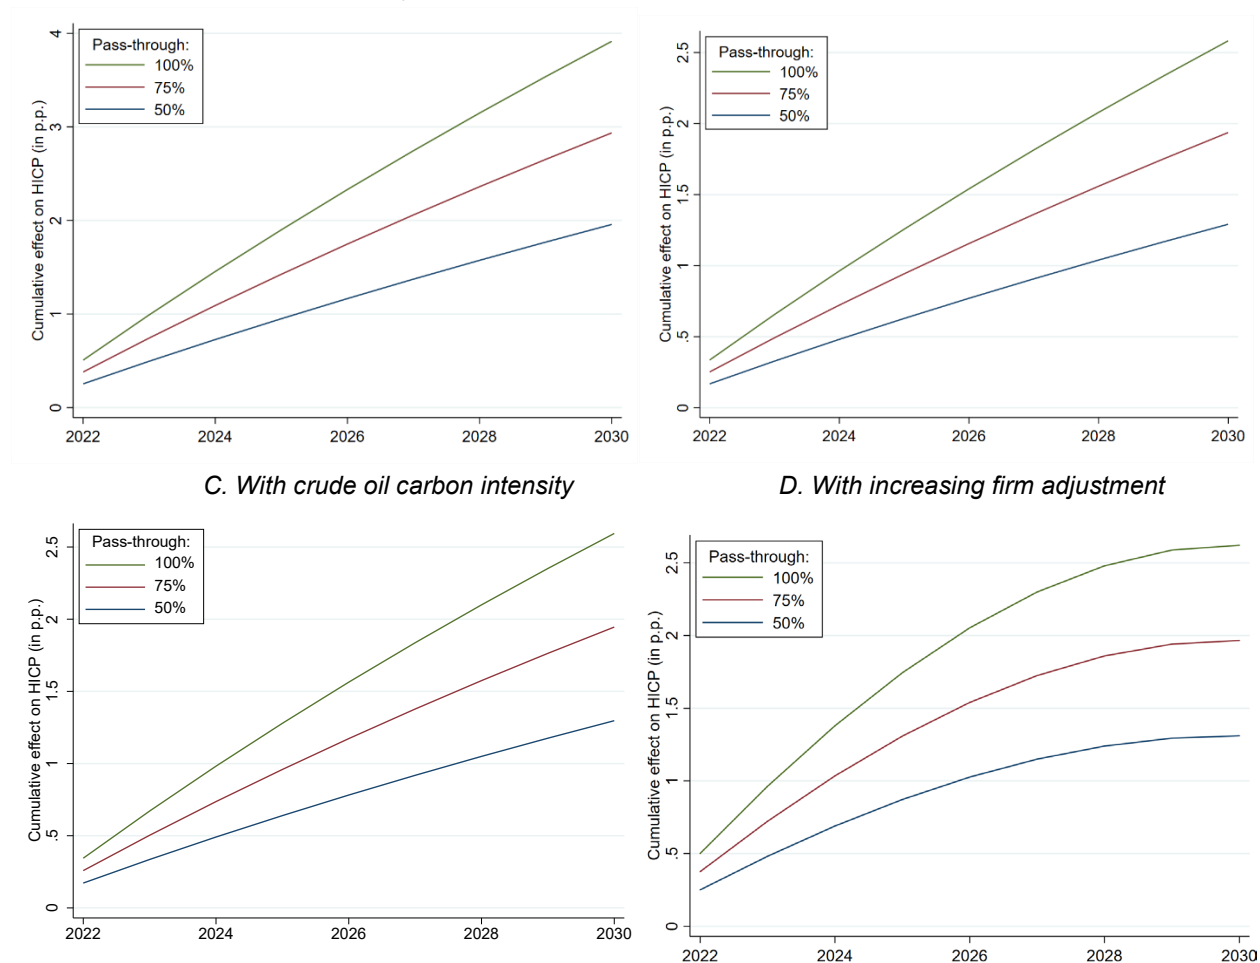 Pass-through:
100%
75%
50%
Cumulative effect on HICP (in p.p.)
4
3
2
1
0
2022 2024 2026 2028 2030
Pass-through:
100%
75%
50%
Cumulative effect on HICP (in p.p.)
2.5
2
1.5
1
.5
0
2022 2024 2026 2028 2030
C. With crude oil carbon intensity
Pass-through:
100%
75%
50%
Cumulative effect on HICP (in p.p.)
2.5
2
1.5
1
.5
0
2022 2024 2026 2028 2030
D. With increasing firm adjustment
Pass-through:
100%
75%
50%
Cumulative effect on HICP (in p.p.)
2.5
2
1.5
1
.5
0
2022 2024 2026 2028 2030